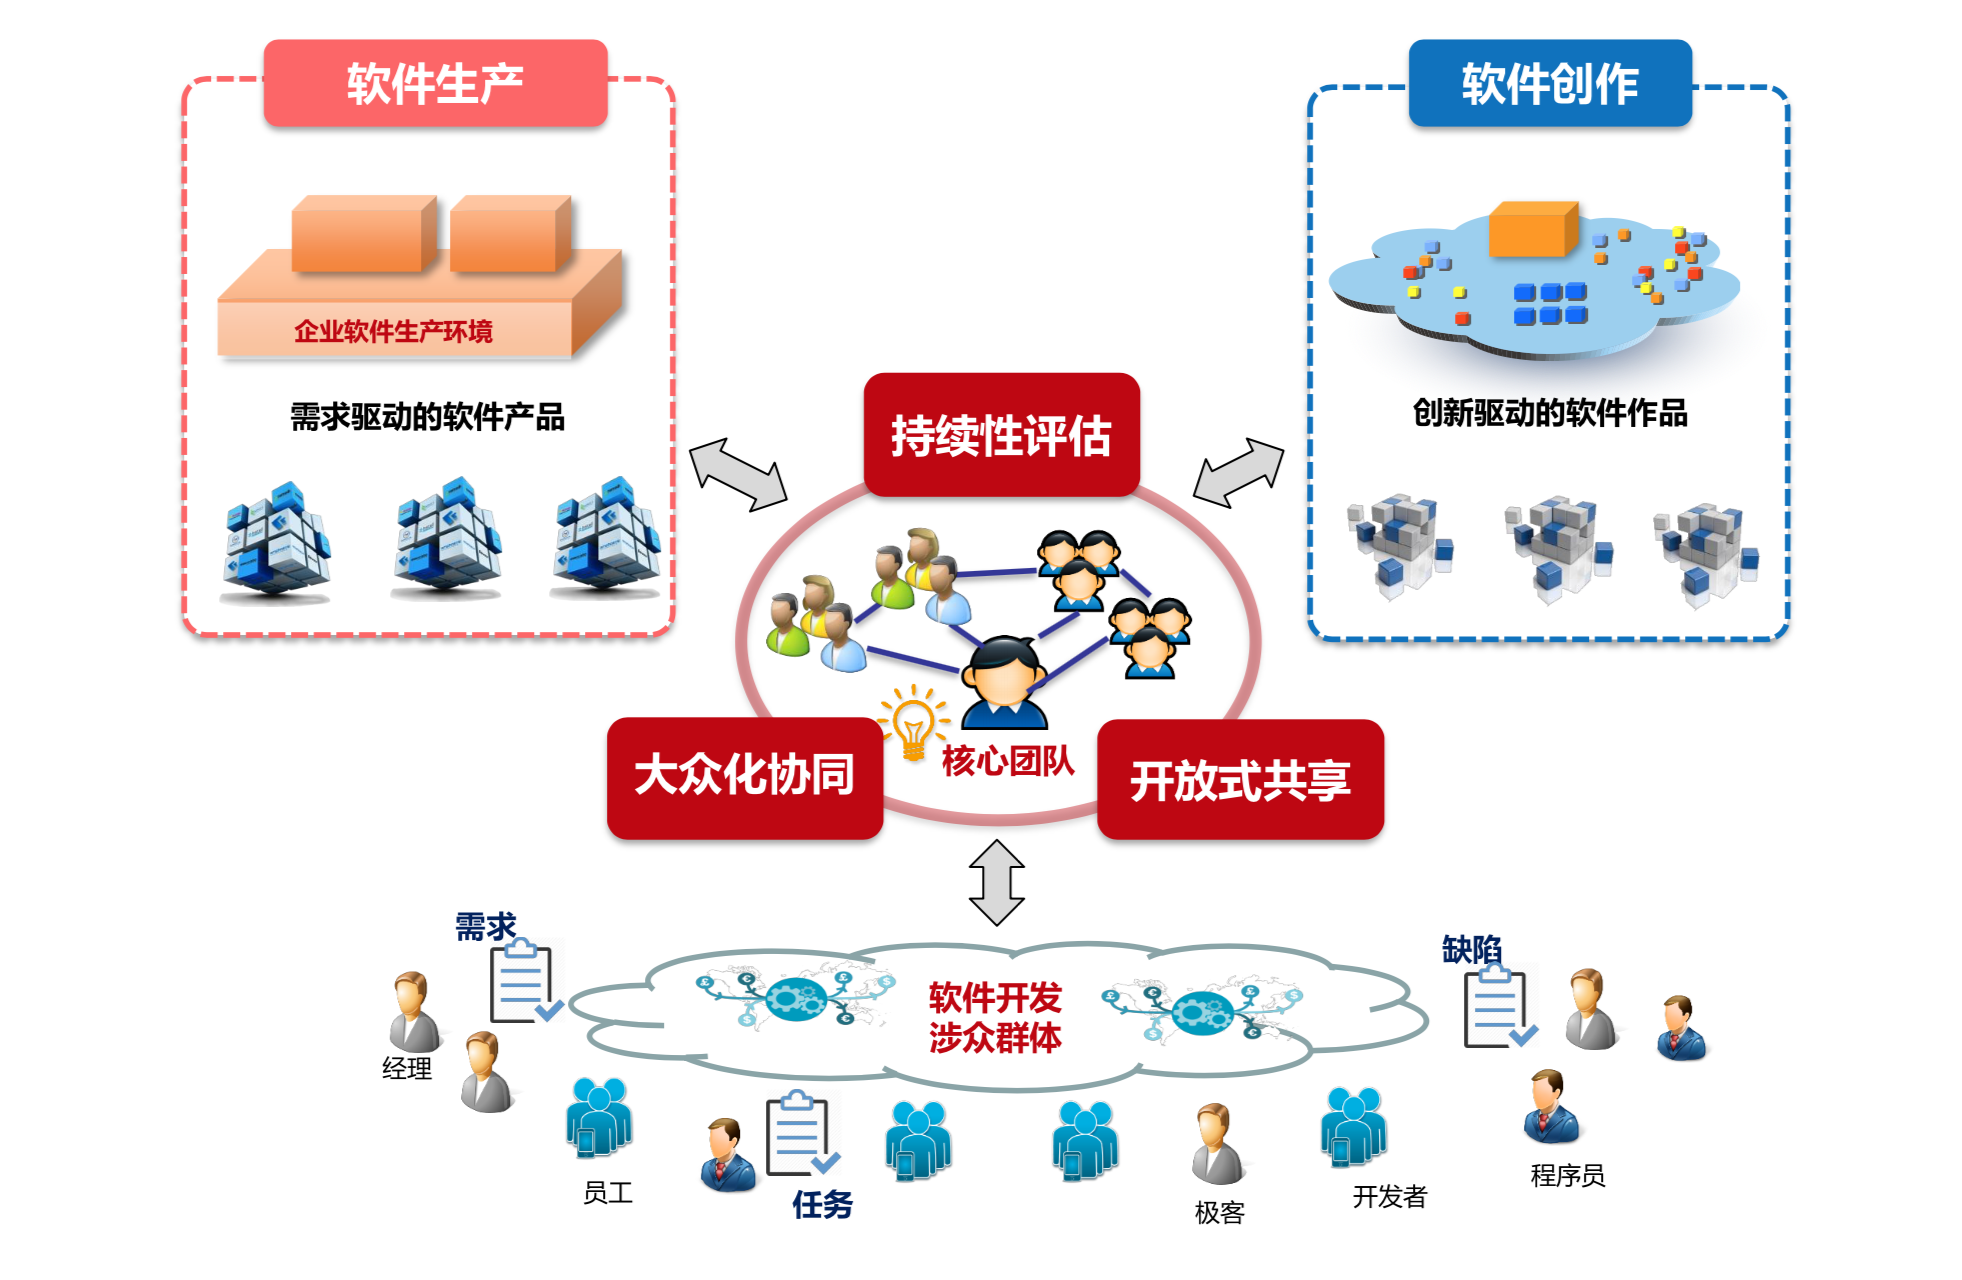 软件生产
软件创作
企业软件生产环境
需求驱动的软件产品
创新驱动的软件作品
持续性评估
核心团队
大众化协同
开放式共享
需求
缺陷
软件开发
涉众群体
经理
员工
任务
极客
开发者
程序员